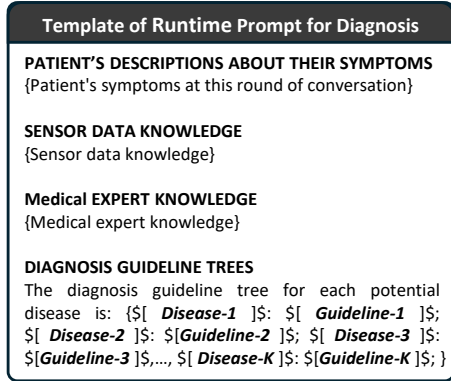 Template of Runtime Prompt for Diagnosis
PATIENT'S DESCRIPTIONS ABOUT THEIR SYMPTOMS
{Patient's symptoms at this round of conversation}
SENSOR DATA KNOWLEDGE
{Sensor data knowledge}
Medical EXPERT KNOWLEDGE
{Medical expert knowledge}
DIAGNOSIS GUIDELINE TREES
The diagnosis guideline tree for each potential
disease is: {$[ Disease-1 ]$: $[ Guideline-1 ]$;
$[ Disease-2 ]$: $[Guideline-2 ]$; $[ Disease-3 ]$:
$[Guideline-3 ]$,…, $[ Disease-K ]$: $[Guideline-K ]$; }